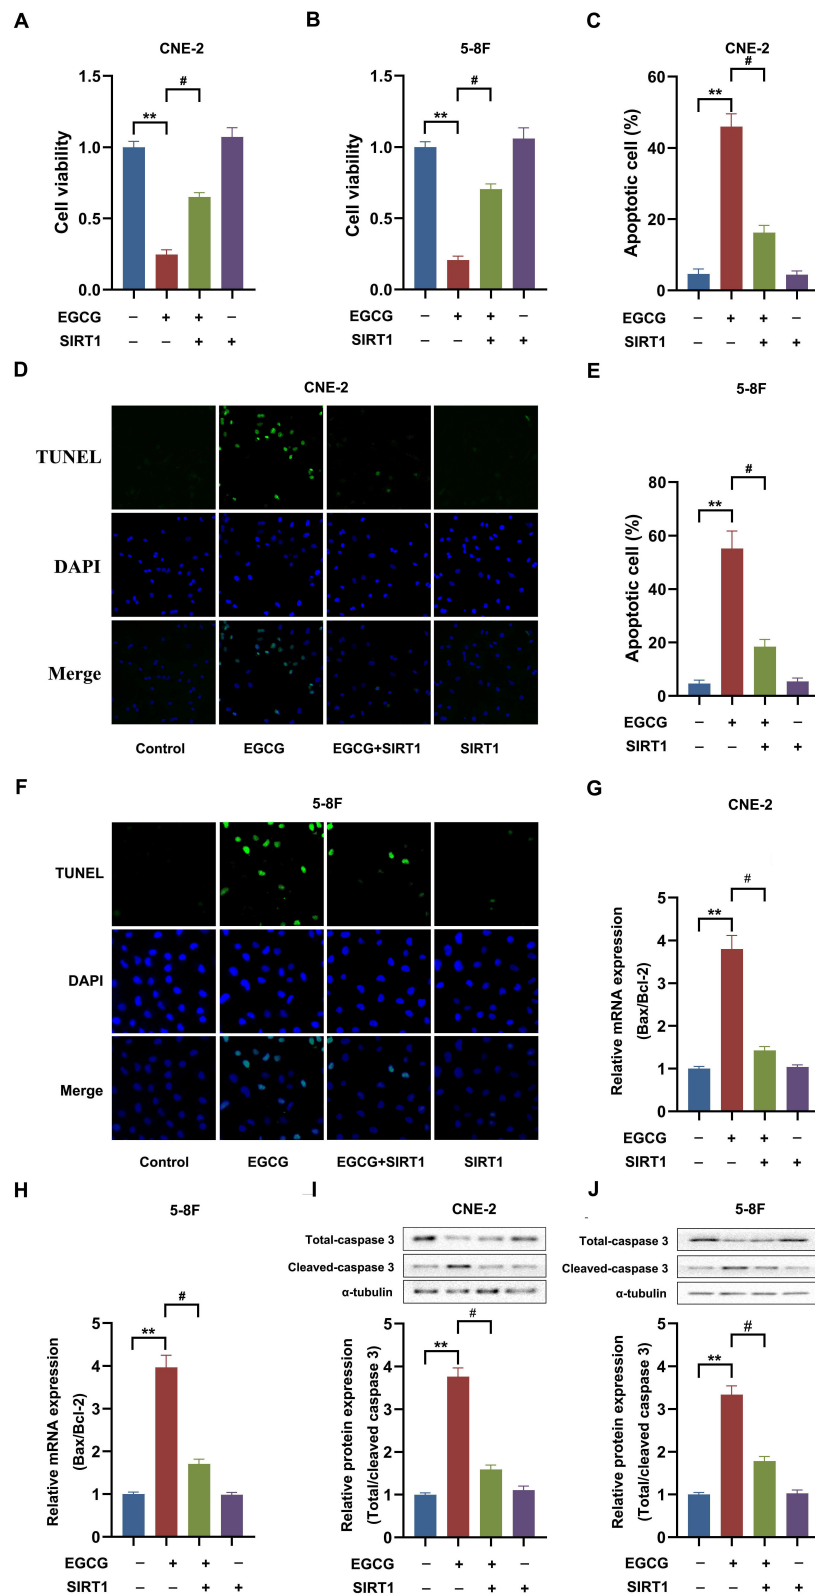 A
CNE-2
Cell viability
1.5
1.0
0.5
0.0
**
#
EGCG – + + –
SIRT1 – – + +
B
5-8F
Cell viability
1.5
1.0
0.5
0.0
**
#
EGCG – + + –
SIRT1 – – + +
C
CNE-2
Apoptotic cell (%)
60
40
20
0
**
#
EGCG – + + –
SIRT1 – – + +
D
CNE-2
TUNEL
DAPI
Merge
Control EGCG EGCG+SIRT1 SIRT1
E
5-8F
Apoptotic cell (%)
80
60
40
20
0
**
#
EGCG – + + –
SIRT1 – – + +
F
5-8F
TUNEL
DAPI
Merge
Control EGCG EGCG+SIRT1 SIRT1
G
CNE-2
Relative mRNA expression
(Bax/Bcl-2)
5
4
3
2
1
0
**
#
EGCG – + + –
SIRT1 – – + +
H
5-8F
Relative mRNA expression
(Bax/Bcl-2)
5
4
3
2
1
0
**
#
EGCG – + + –
SIRT1 – – + +
I
CNE-2
Total-caspase 3
Cleaved-caspase 3
α-tubulin
Relative protein expression
(Total/cleaved caspase 3)
5
4
3
2
1
0
**
#
EGCG – + + –
SIRT1 – – + +
J
5-8F
Total-caspase 3
Cleaved-caspase 3
α-tubulin
Relative protein expression
(Total/cleaved caspase 3)
5
4
3
2
1
0
**
#
EGCG – + + –
SIRT1 – – + +